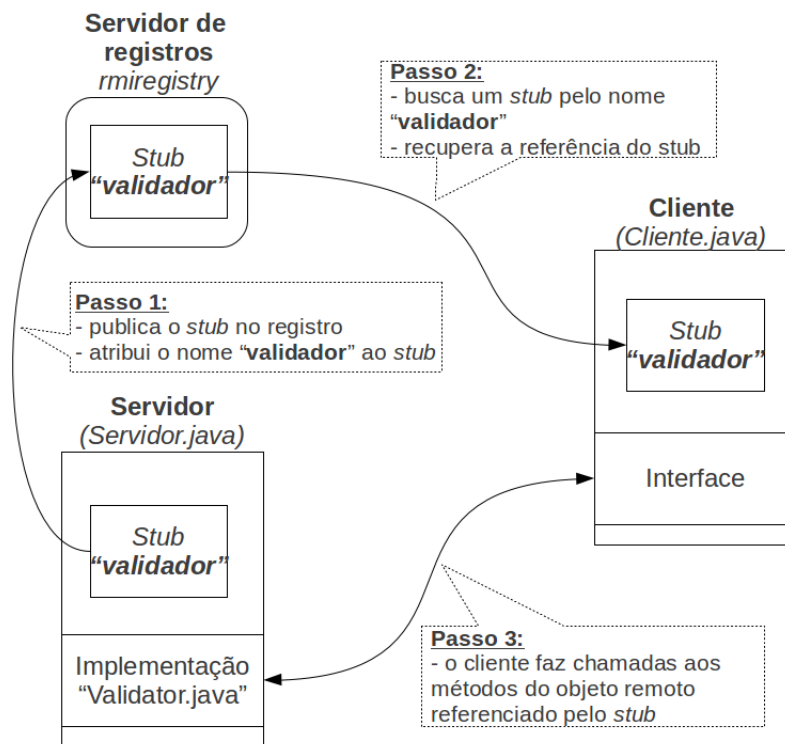 Servidor de
registros
rmiregistry
Stub
“validador”
Passo 2:
- busca um stub pelo nome
“validador”
- recupera a referência do stub
Cliente
(Cliente.java)
Stub
“validador”
Interface
Passo 1:
- publica o stub no registro
- atribui o nome “validador” ao stub
Servidor
(Servidor.java)
Stub
“validador”
Implementação
“Validator.java”
Passo 3:
- o cliente faz chamadas aos
métodos do objeto remoto
referenciado pelo stub